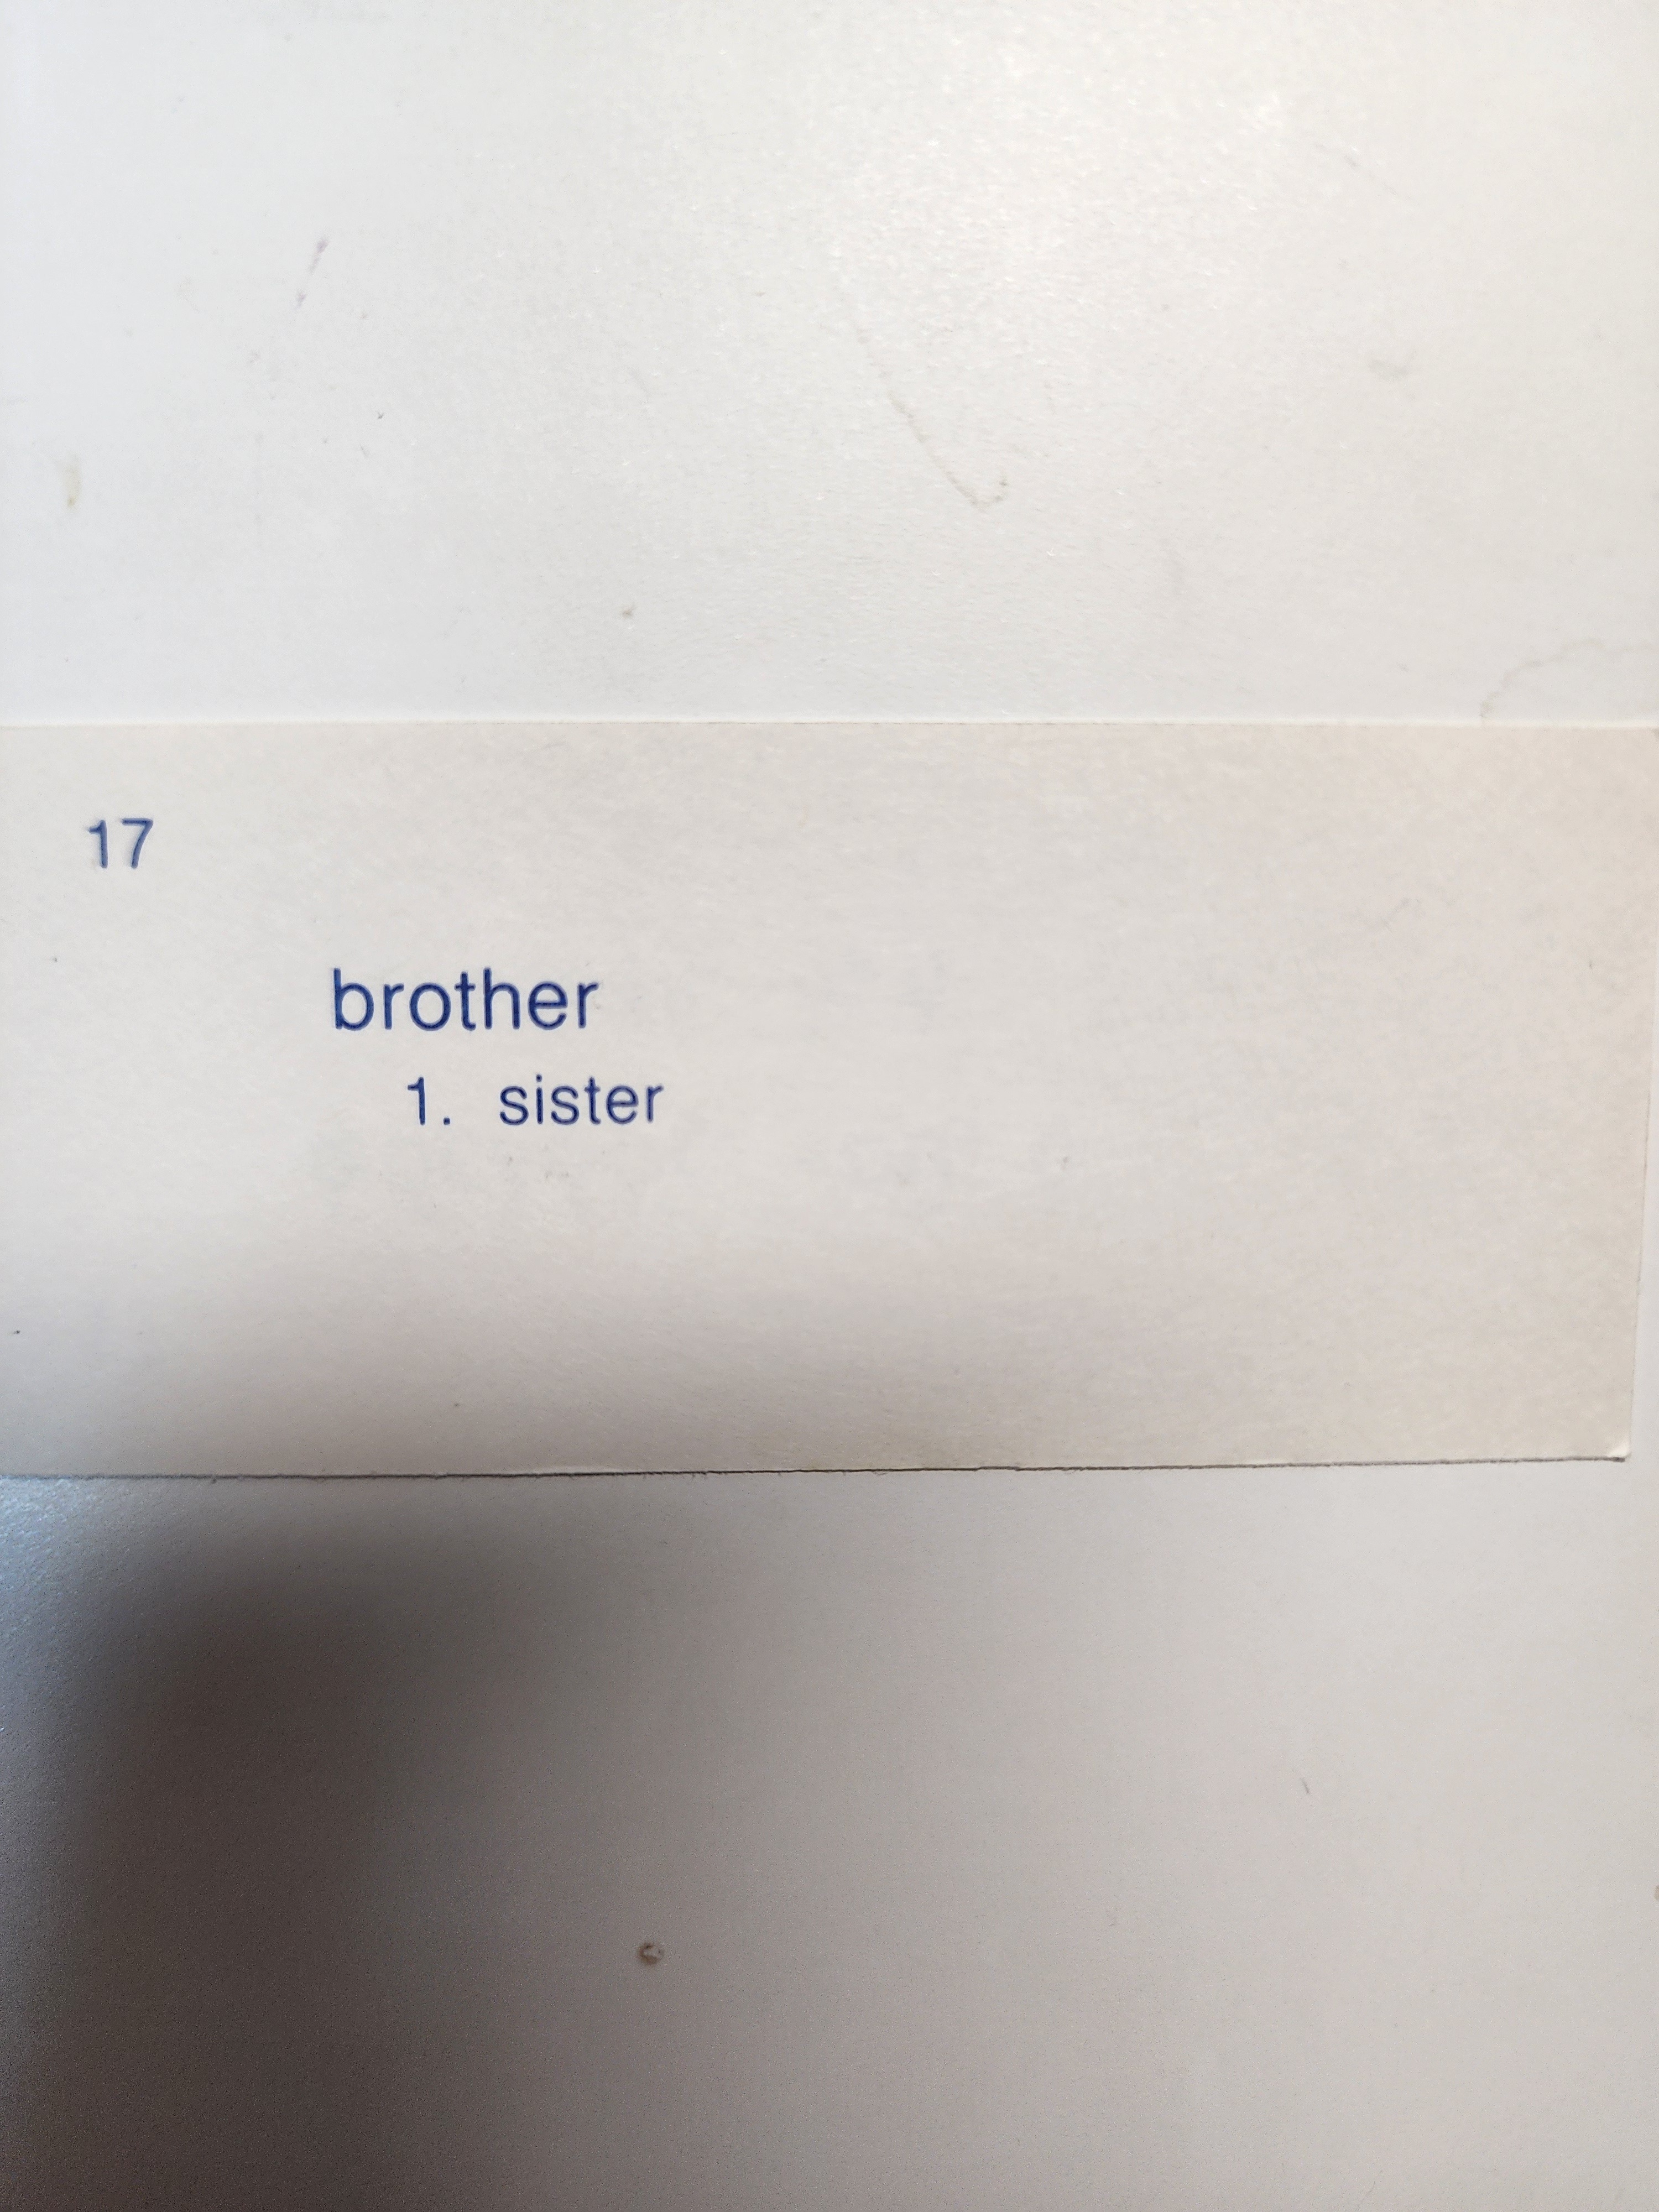 17
brother
1. sister